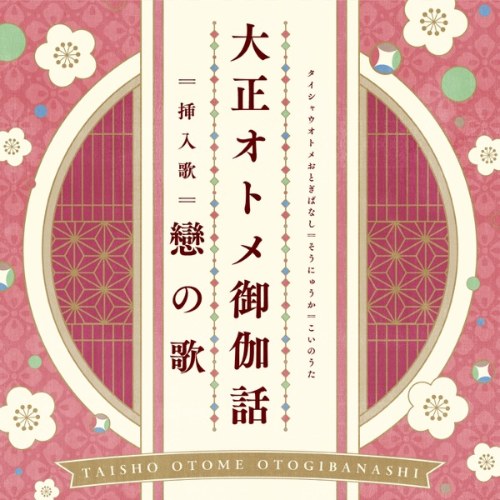 タイシャウオトメおとぎばなし＝そうにゅうか＝こいのうた
大正オトメ御伽話
＝挿入歌＝
戀の歌
TAISHO OTOME OTOGIBANASHI